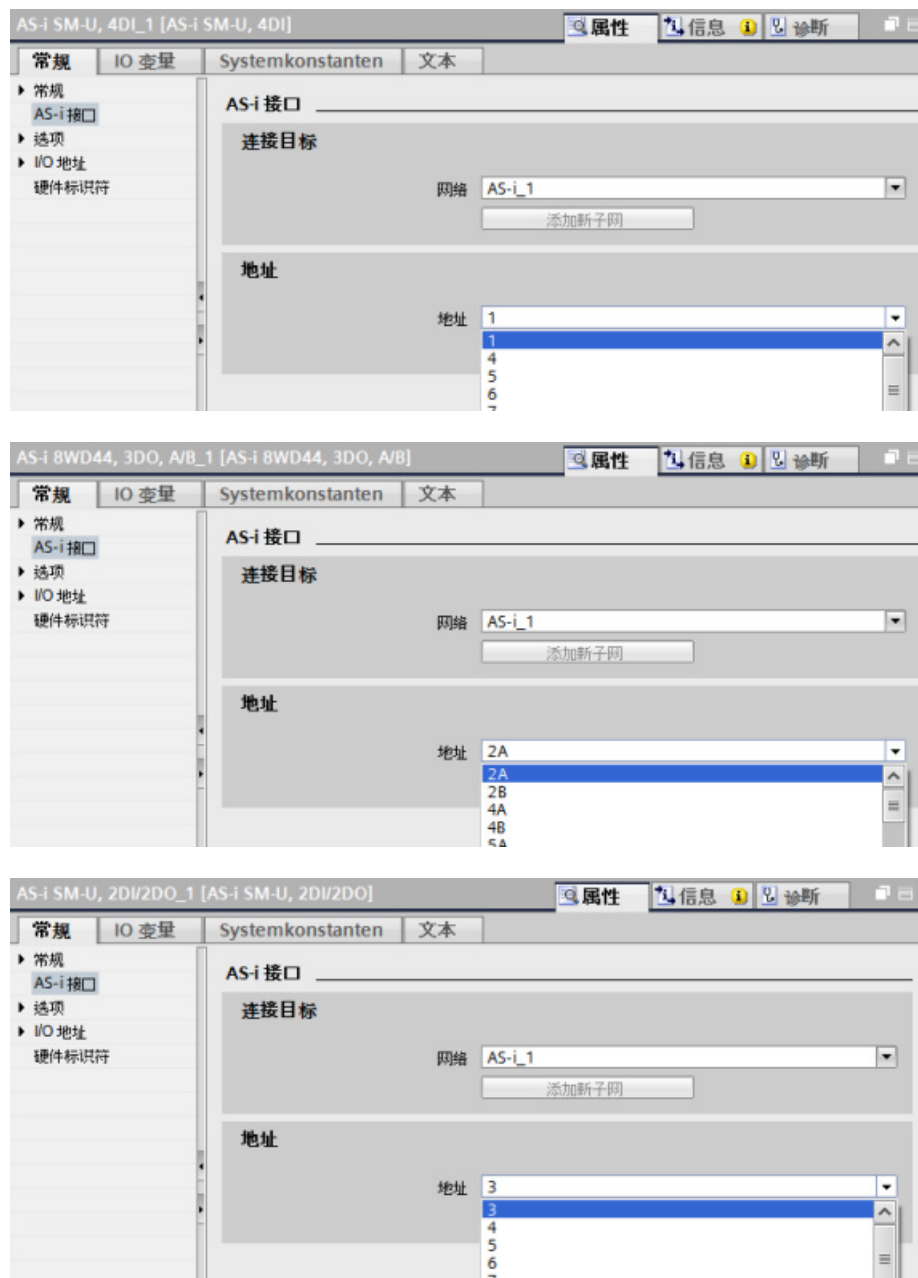 AS-i SM-U, 4DI_1 [AS-i SM-U, 4DI] 属性 信息 诊断
常规 IO 变量 Systemkonstanten 文本
常规
AS-i 接口
选项
I/O 地址
硬件标识符
AS-i 接口
连接目标
网络 AS-i_1
添加新子网
地址
地址 1
1
4
5
6
7
AS-i 8WD44, 3DO, A/B_1 [AS-i 8WD44, 3DO, A/B] 属性 信息 诊断
常规 IO 变量 Systemkonstanten 文本
常规
AS-i 接口
选项
I/O 地址
硬件标识符
AS-i 接口
连接目标
网络 AS-i_1
添加新子网
地址
地址 2A
2A
2B
4A
4B
5A
AS-i SM-U, 2DI/2DO_1 [AS-i SM-U, 2DI/2DO] 属性 信息 诊断
常规 IO 变量 Systemkonstanten 文本
常规
AS-i 接口
选项
I/O 地址
硬件标识符
AS-i 接口
连接目标
网络 AS-i_1
添加新子网
地址
地址 3
3
4
5
6
7